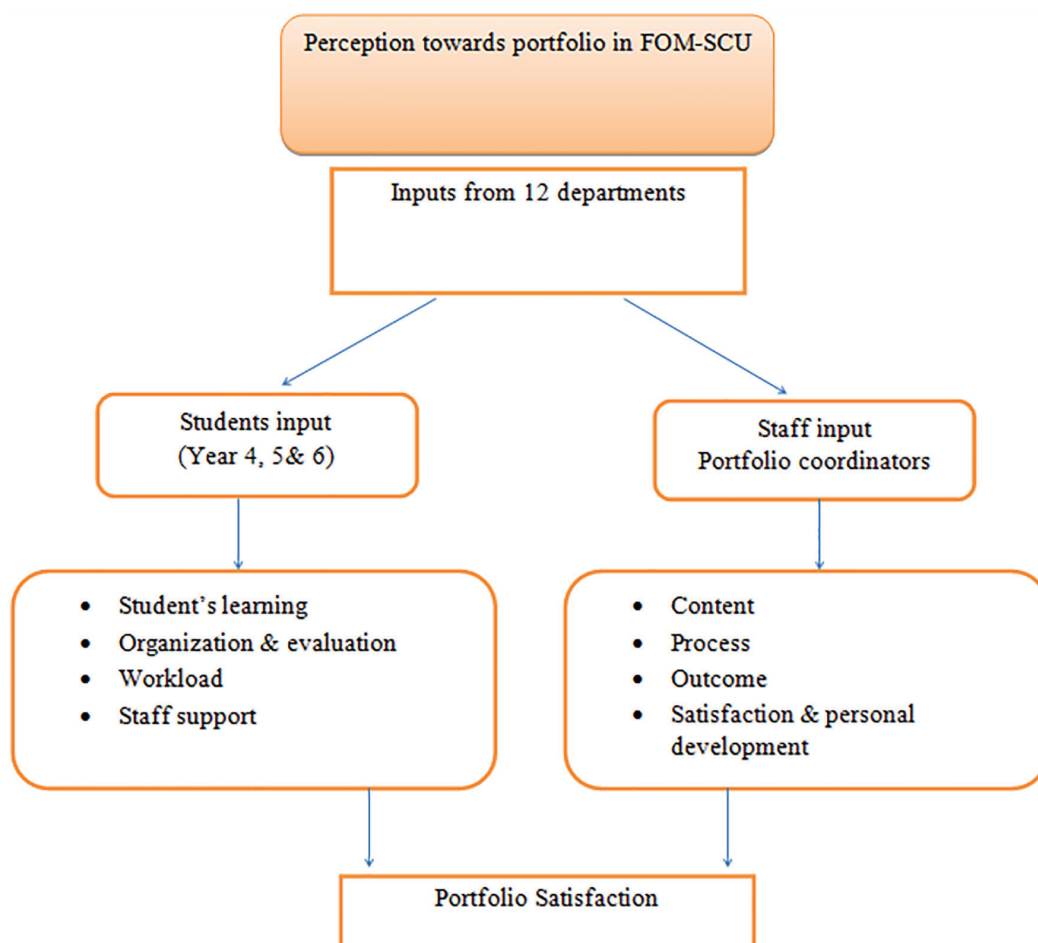 Perception towards portfolio in FOM-SCU
Inputs from 12 departments
Students input
(Year 4, 5& 6)
Staff input
Portfolio coordinators
• Student’s learning
• Organization & evaluation
• Workload
• Staff support
• Content
• Process
• Outcome
• Satisfaction & personal
development
Portfolio Satisfaction